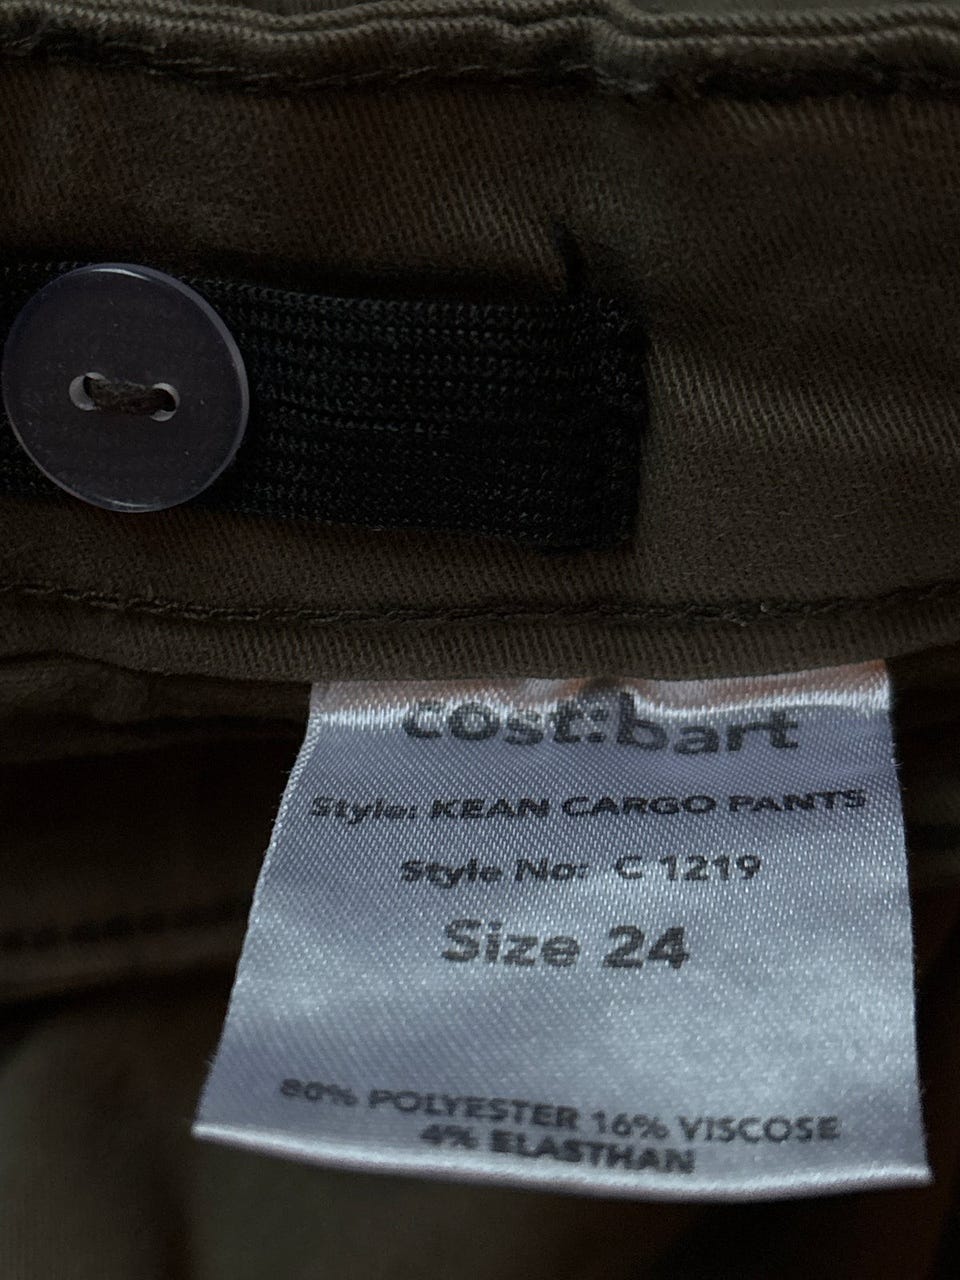 cost:bart
Style: KEAN CARGO PANTS
Style No: C 1219
Size 24
80% POLYESTER 16% VISCOSE
4% ELASTHAN